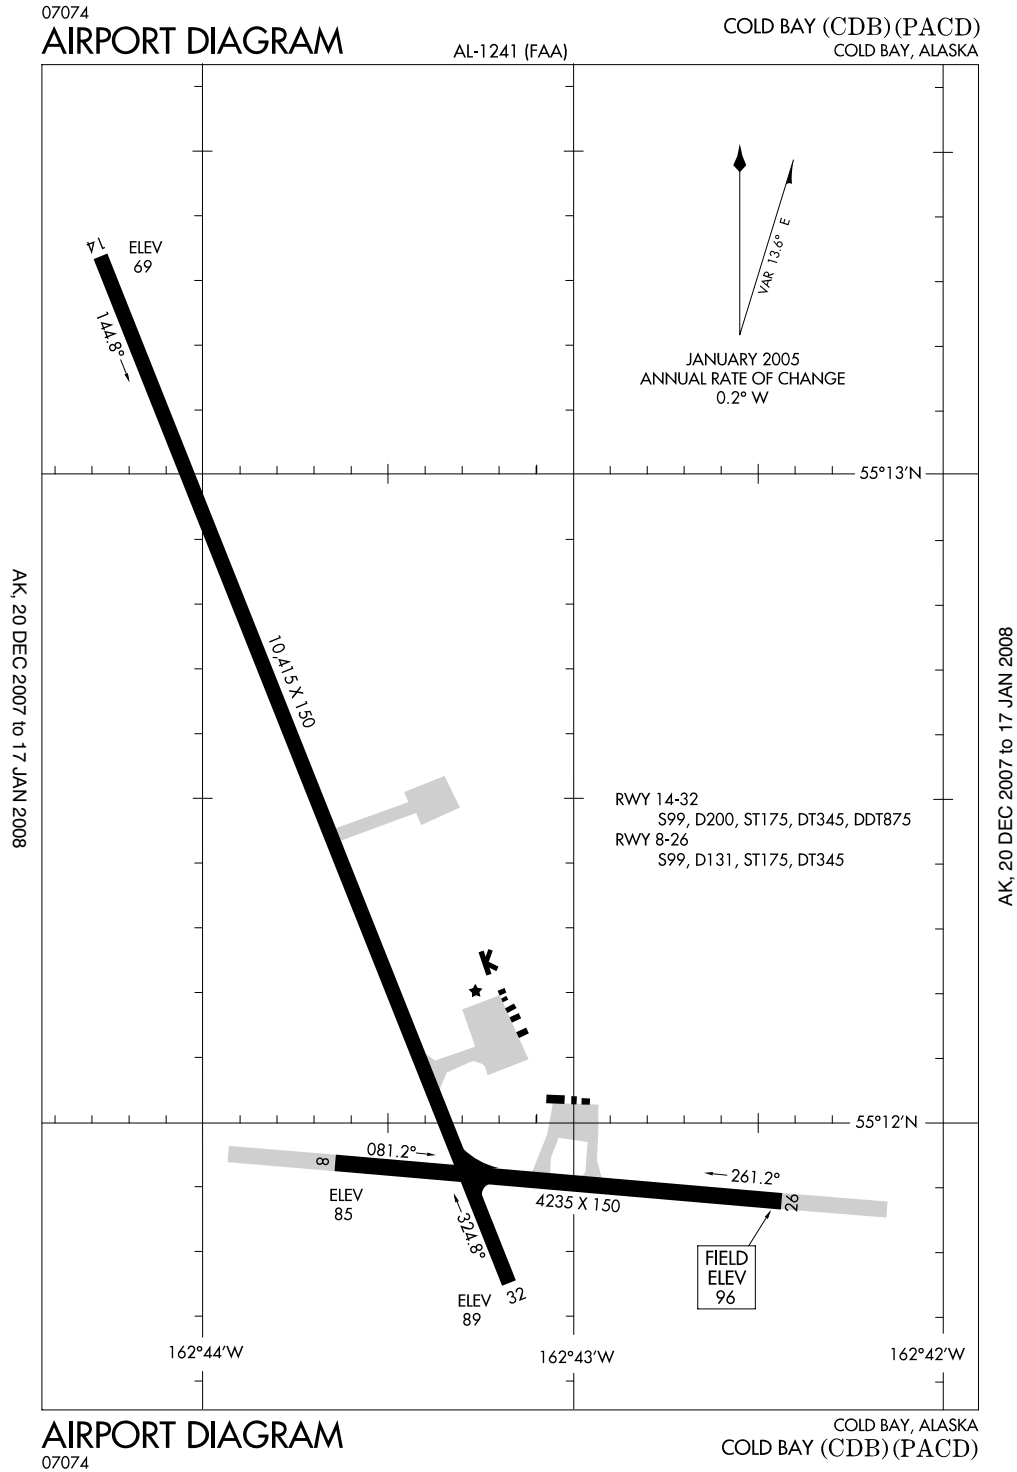 07074
AIRPORT DIAGRAM
AL-1241 (FAA)
COLD BAY (CDB) (PACD)
COLD BAY, ALASKA
14
ELEV
69
144.8°
VAR 13.6° E
JANUARY 2005
ANNUAL RATE OF CHANGE
0.2° W
55°13'N
10,415 X 150
AK, 20 DEC 2007 to 17 JAN 2008
AK, 20 DEC 2007 to 17 JAN 2008
RWY 14-32
S99, D200, ST175, DT345, DDT875
RWY 8-26
S99, D131, ST175, DT345
55°12'N
8
081.2°
261.2°
26
ELEV
85
4235 X 150
324.8°
FIELD
ELEV
96
32
ELEV
89
162°44'W
162°43'W
162°42'W
AIRPORT DIAGRAM
07074
COLD BAY, ALASKA
COLD BAY (CDB) (PACD)